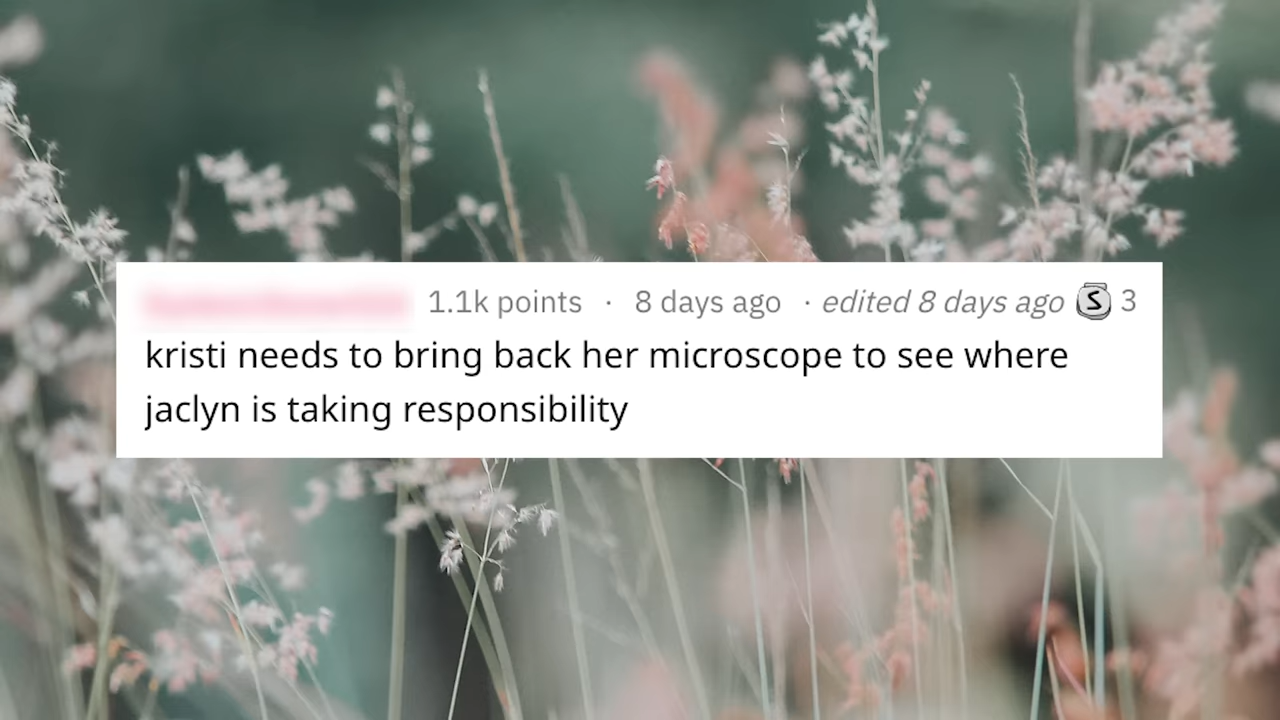 1.1k points · 8 days ago · edited 8 days ago S 3
kristi needs to bring back her microscope to see where
jaclyn is taking responsibility